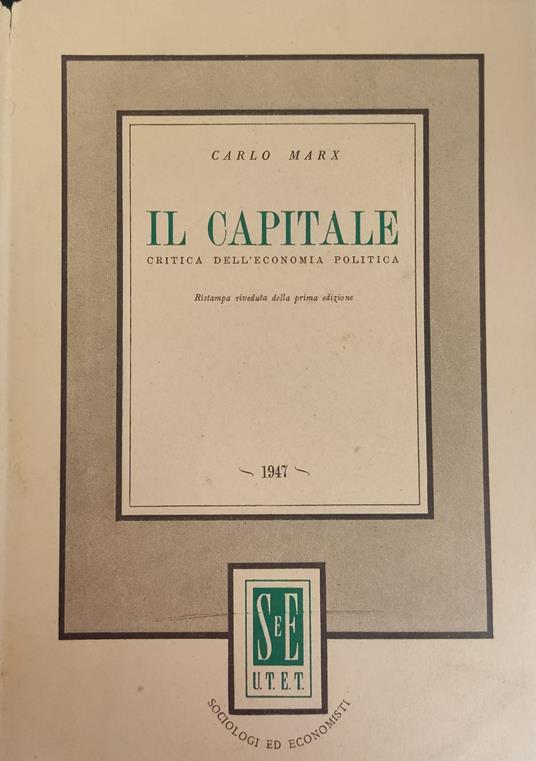 CARLO MARX
IL CAPITALE
CRITICA DELL'ECONOMIA POLITICA
Ristampa riveduta della prima edizione
~ 1947 ~
SEE
U.T.E.T.
SOCIOLOGI ED ECONOMISTI